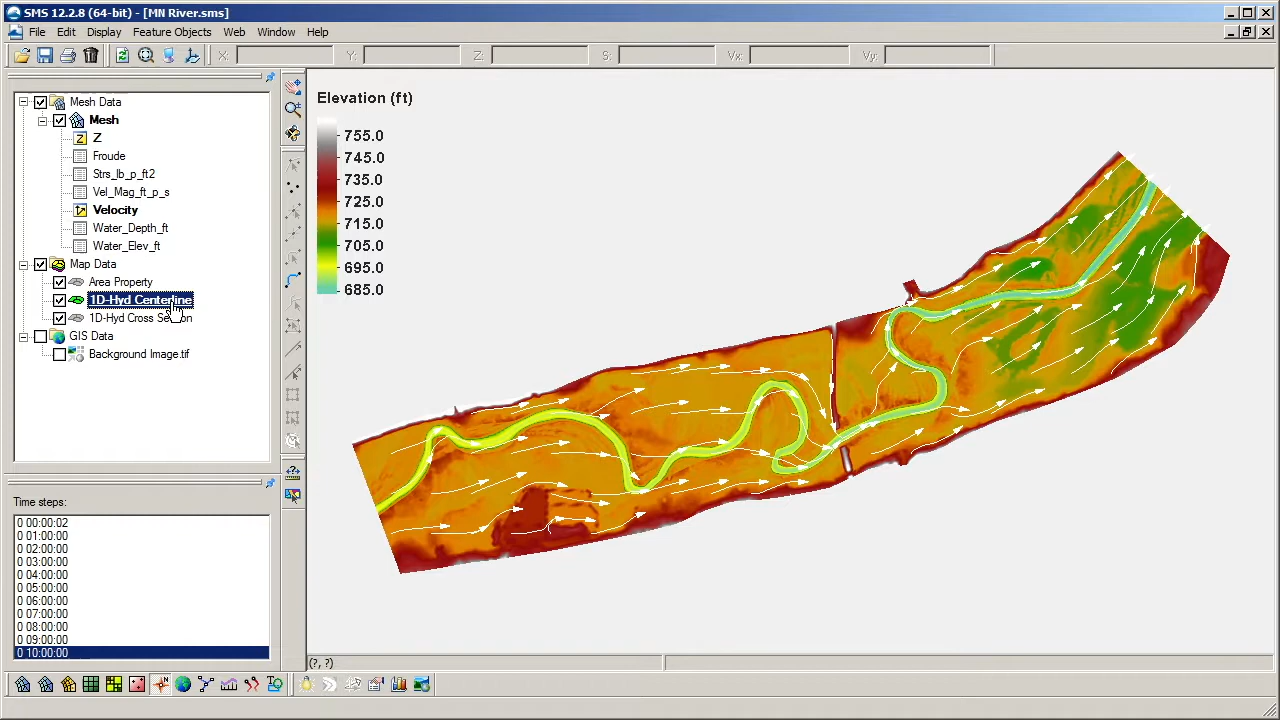 SMS 12.2.8 (64-bit) - [MN River.sms]
File Edit Display Feature Objects Web Window Help
X: Y: Z: S: Vx: Vy:
Mesh Data
Mesh
Z
Froude
Strs_lb_p_ft2
Vel_Mag_ft_p_s
Velocity
Water_Depth_ft
Water_Elev_ft
Map Data
Area Property
1D-Hyd Centerline
1D-Hyd Cross Section
GIS Data
Background Image.tif
Time steps:
0 00:00:02
0 01:00:00
0 02:00:00
0 03:00:00
0 04:00:00
0 05:00:00
0 06:00:00
0 07:00:00
0 08:00:00
0 09:00:00
0 10:00:00
Elevation (ft)
755.0
745.0
735.0
725.0
715.0
705.0
695.0
685.0
(?, ?)